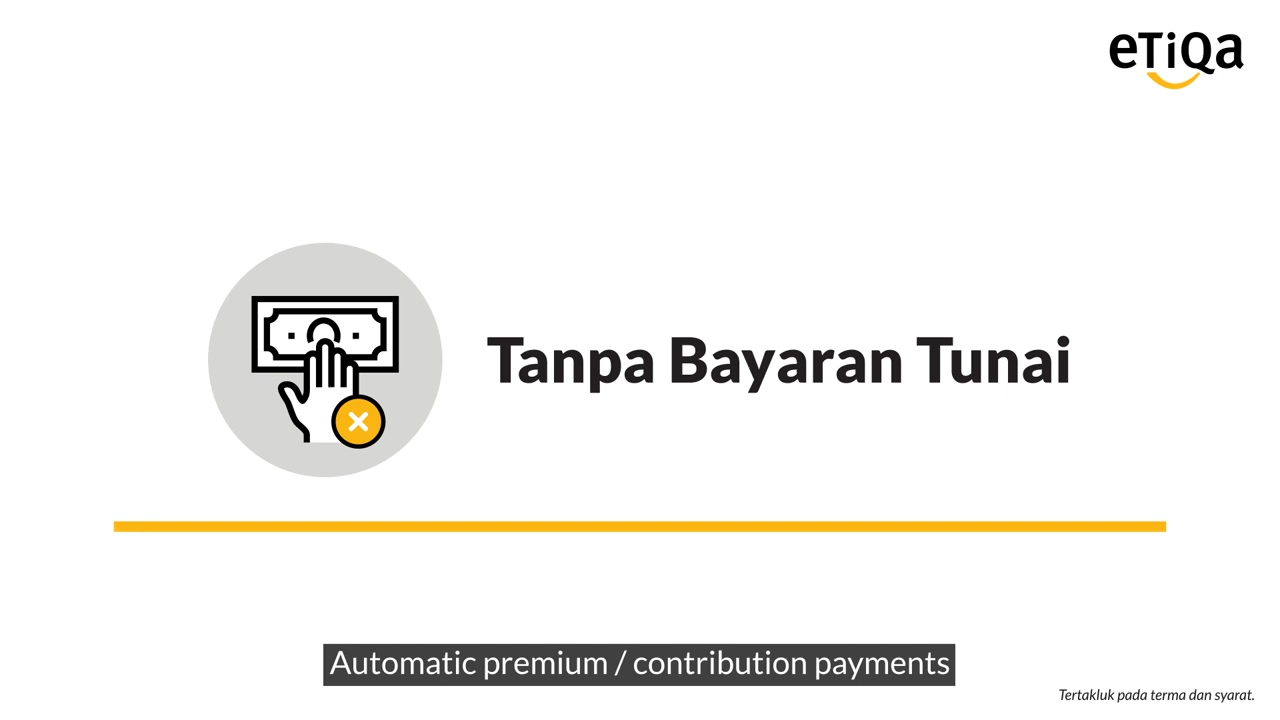 eTiQa
Tanpa Bayaran Tunai
Automatic premium / contribution payments
Tertakluk pada terma dan syarat.